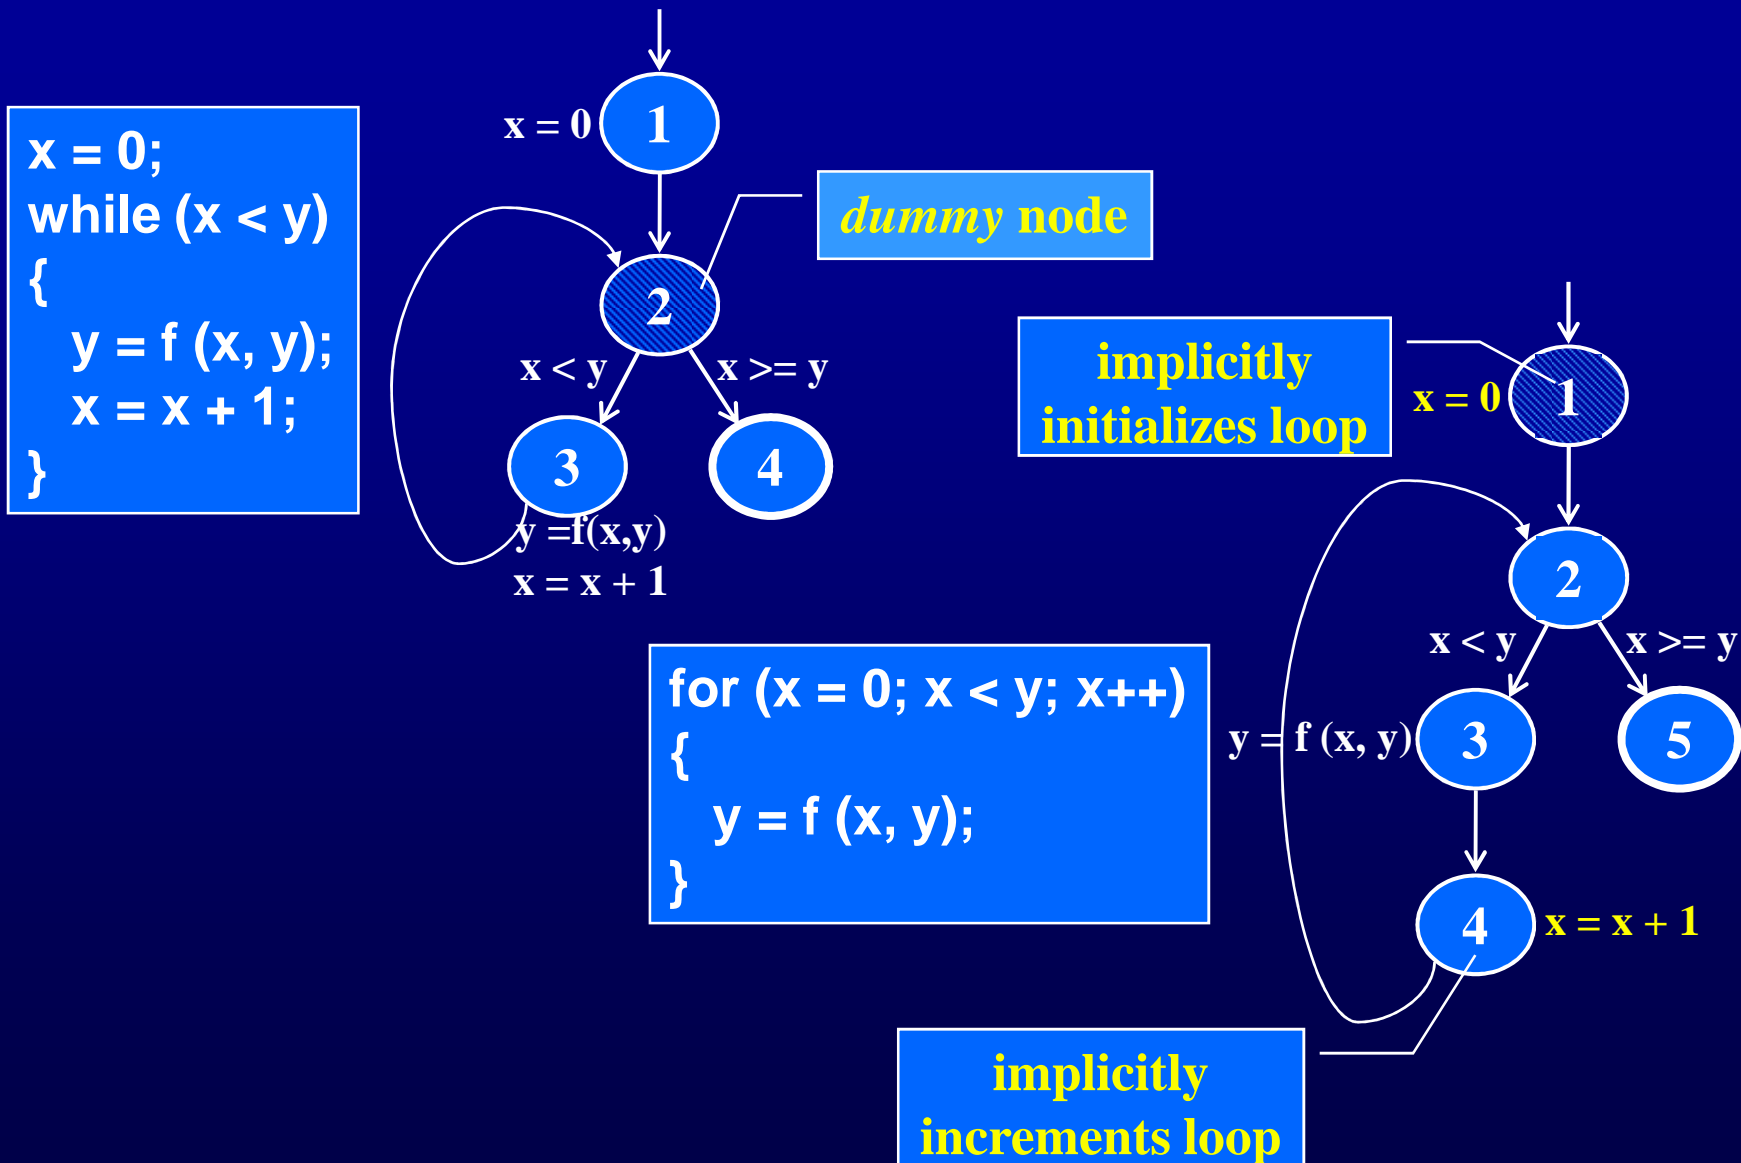 x = 0;
while (x < y)
{
y = f (x, y);
x = x + 1;
}
x = 0
1
dummy node
2
x < y
x >= y
3
4
y =f(x,y)
x = x + 1
implicitly
initializes loop
x = 0
1
2
x < y
x >= y
for (x = 0; x < y; x++)
{
y = f (x, y);
}
y = f (x, y)
3
5
4
x = x + 1
implicitly
increments loop